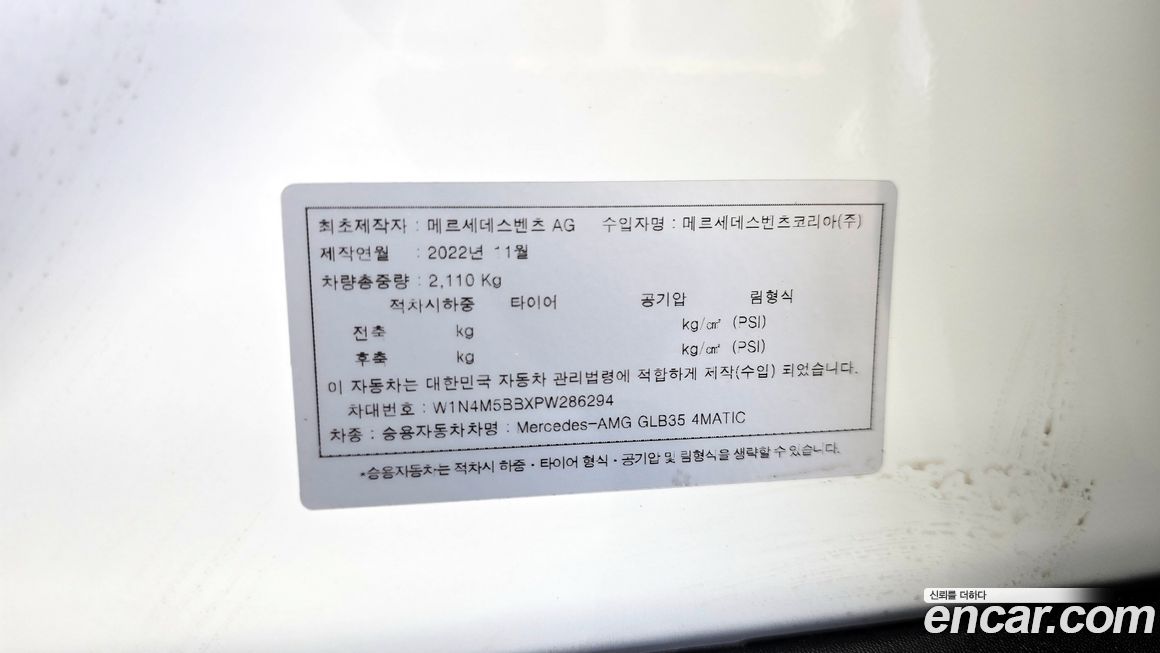 최초제작자 : 메르세데스벤츠 AG 수입자명 : 메르세데스벤츠코리아(주)
제작연월 : 2022년 11월
차량총중량 : 2,110 Kg
적차시하중 타이어 공기압 림형식
전축 kg kg/㎠ (PSI)
후축 kg kg/㎠ (PSI)
이 자동차는 대한민국 자동차 관리법령에 적합하게 제작(수입) 되었습니다.
차대번호 : W1N4M5BBXPW286294
차종 : 승용자동차차명 : Mercedes-AMG GLB35 4MATIC
*승용자동차는 적차시 하중·타이어 형식·공기압 및 림형식을 생략할 수 있습니다.
신뢰를 더하다
encar.com